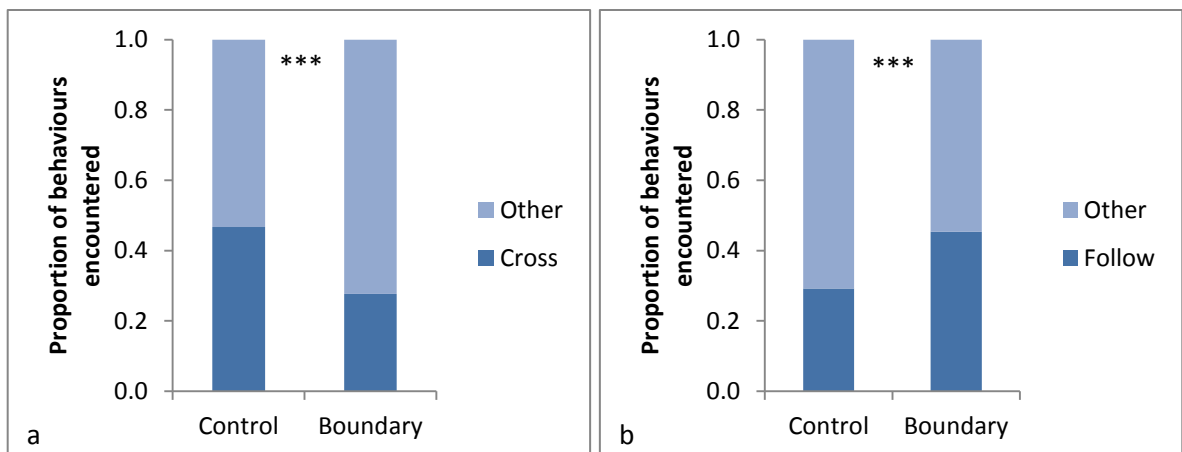 Proportion of behaviours
encountered
1.0
0.8
0.6
0.4
0.2
0.0
***
Other
Cross
Control
Boundary
a
Proportion of behaviours
encountered
1.0
0.8
0.6
0.4
0.2
0.0
***
Other
Follow
Control
Boundary
b